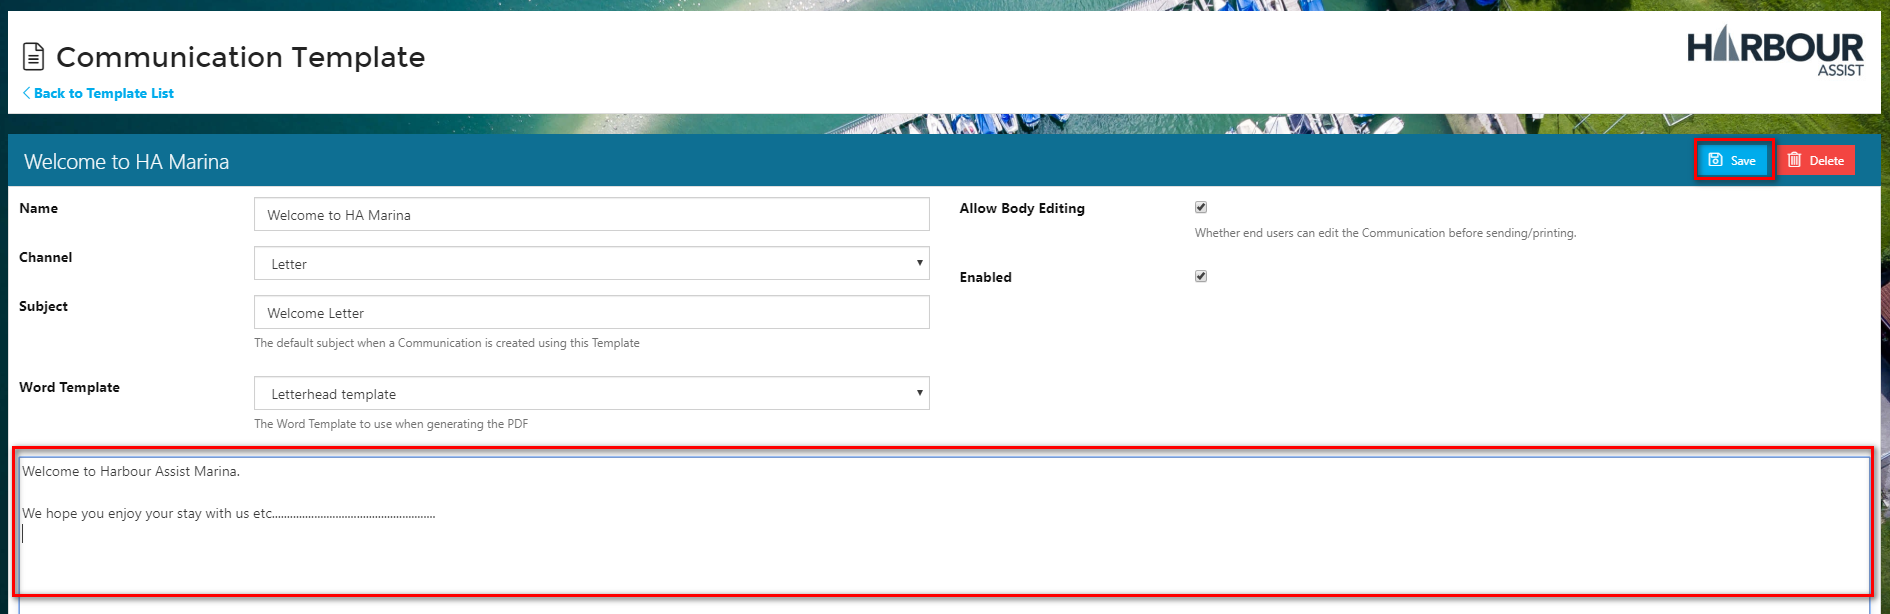 Communication Template
HARBOUR
ASSIST
Back to Template List
Welcome to HA Marina
Save
Delete
Name
Welcome to HA Marina
Allow Body Editing
Whether end users can edit the Communication before sending/printing.
Channel
Letter
Enabled
Subject
Welcome Letter
The default subject when a Communication is created using this Template
Word Template
Letterhead template
The Word Template to use when generating the PDF
Welcome to Harbour Assist Marina.
We hope you enjoy your stay with us etc......................................................